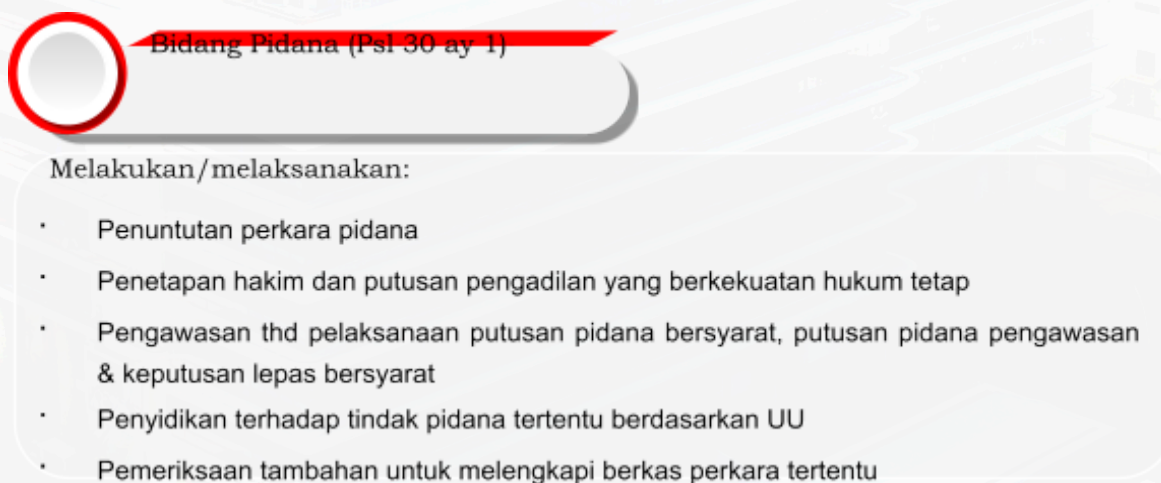 Bidang Pidana (Psl 30 ay 1)
Melakukan/melaksanakan:
· Penuntutan perkara pidana
· Penetapan hakim dan putusan pengadilan yang berkekuatan hukum tetap
· Pengawasan thd pelaksanaan putusan pidana bersyarat, putusan pidana pengawasan
& keputusan lepas bersyarat
· Penyidikan terhadap tindak pidana tertentu berdasarkan UU
· Pemeriksaan tambahan untuk melengkapi berkas perkara tertentu